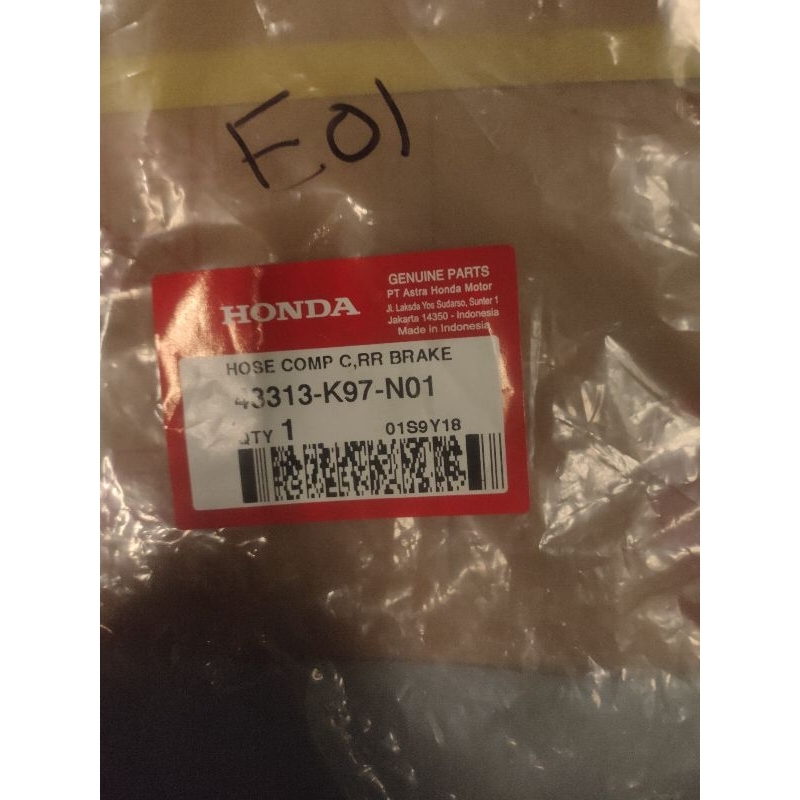 E01
HONDA
GENUINE PARTS
PT Astra Honda Motor
Jl. Laksda Yos Sudarso, Sunter 1
Jakarta 14350 - Indonesia
Made in Indonesia
HOSE COMP C,RR BRAKE
43313-K97-N01
QTY 1
01S9Y18